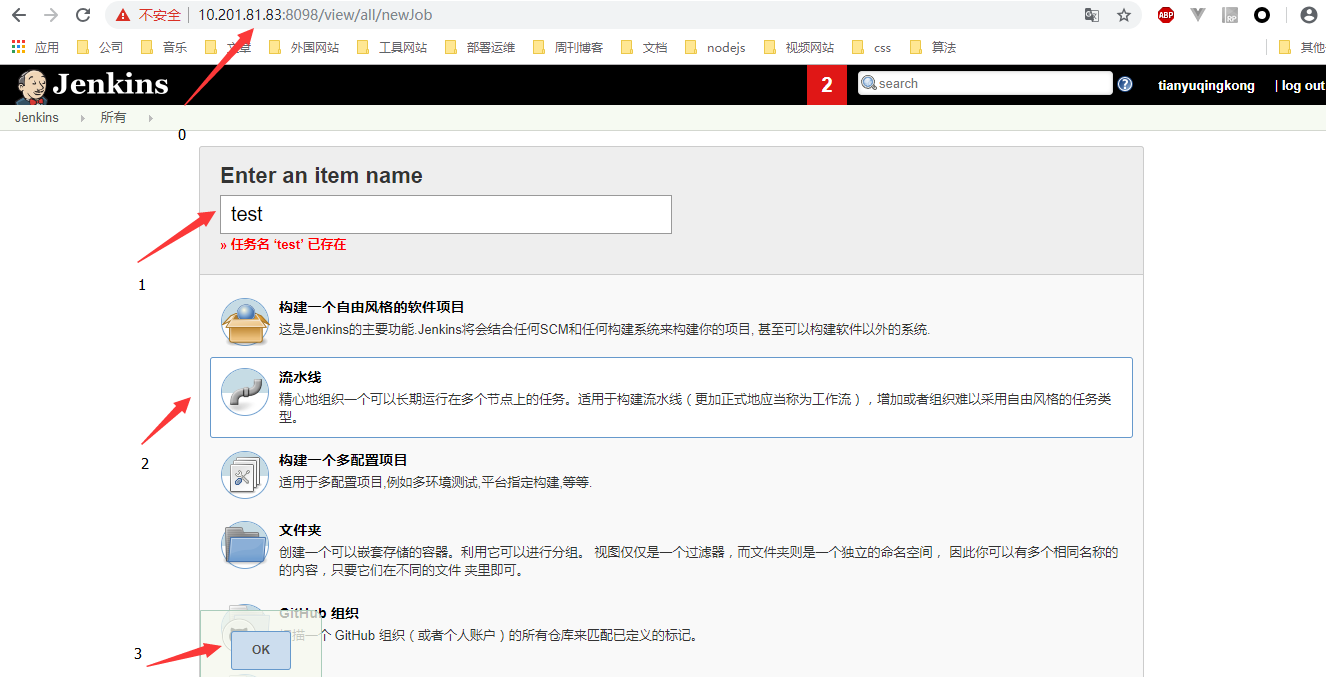 不安全 10.201.81.83:8098/view/all/newJob
应用 公司 音乐 文章 外国网站 工具网站 部署运维 周刊博客 文档 nodejs 视频网站 css 算法 其他
Jenkins 2 search tianyuqingkong | log out
Jenkins 所有
0
Enter an item name
test
» 任务名 ‘test’ 已存在
1
构建一个自由风格的软件项目
这是Jenkins的主要功能.Jenkins将会结合任何SCM和任何构建系统来构建你的项目, 甚至可以构建软件以外的系统.
流水线
精心地组织一个可以长期运行在多个节点上的任务。适用于构建流水线（更加正式地应当称为工作流），增加或者组织难以采用自由风格的任务类
型。
2
构建一个多配置项目
适用于多配置项目,例如多环境测试,平台指定构建,等等.
文件夹
创建一个可以嵌套存储的容器。利用它可以进行分组。 视图仅仅是一个过滤器，而文件夹则是一个独立的命名空间， 因此你可以有多个相同名称的
的内容，只要它们在不同的文件 夹里即可。
GitHub 组织
扫描一个 GitHub 组织（或者个人账户）的所有仓库来匹配已定义的标记。
3
OK